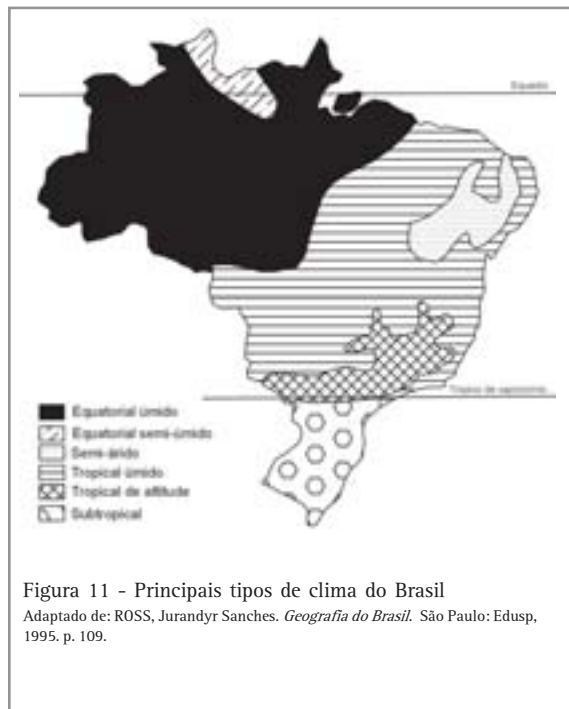 Equador
Trópico de capricórnio
Equatorial úmido
Equatorial semi-úmido
Semi-árido
Tropical úmido
Tropical de altitude
Subtropical
Figura 11 - Principais tipos de clima do Brasil
Adaptado de: ROSS, Jurandyr Sanches. Geografia do Brasil. São Paulo: Edusp,
1995. p. 109.